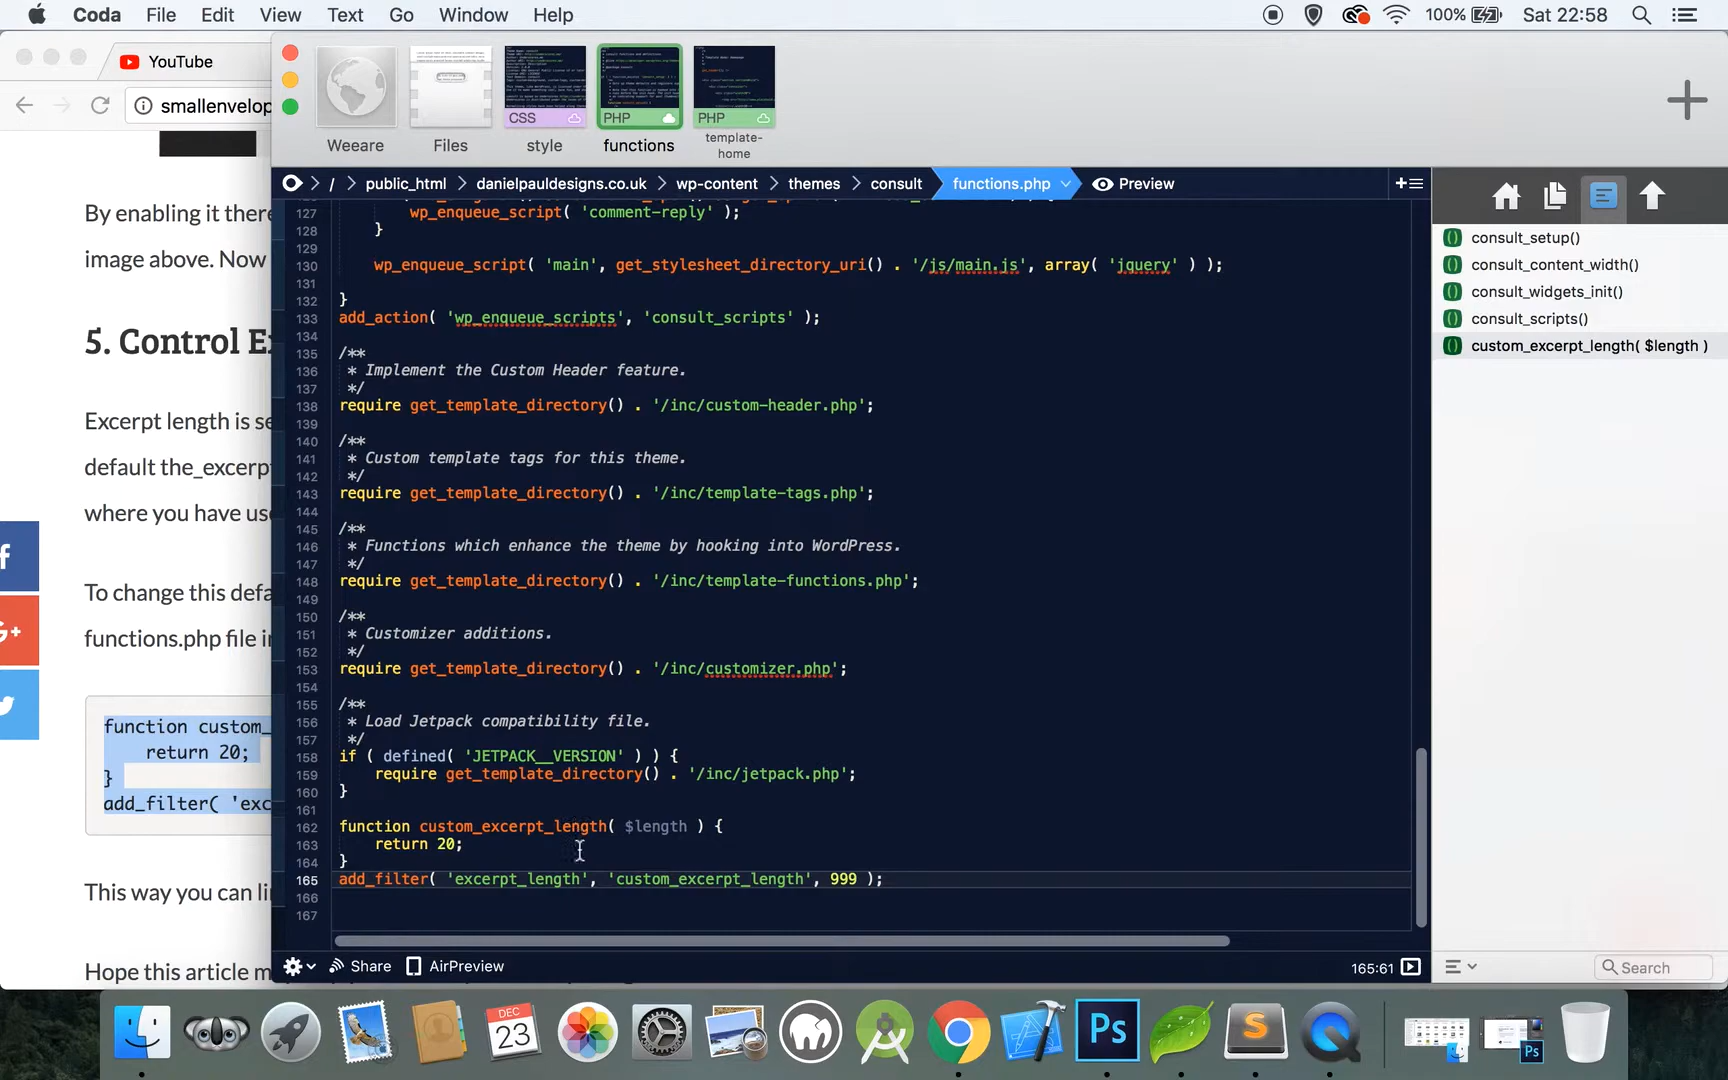 Coda File Edit View Text Go Window Help 100% Sat 22:58
YouTube
smallenvelop
By enabling it there
image above. Now
5. Control Ex
Excerpt length is se
default the_excerpt
where you have use
To change this defa
functions.php file in
function custom_
return 20;
}
add_filter( 'exc
This way you can li
Hope this article m
CSS PHP PHP
Weeare Files style functions template-
home
/ public_html danielpauldesigns.co.uk wp-content themes consult functions.php Preview
127 wp_enqueue_script( 'comment-reply' );
128 }
129
130 wp_enqueue_script( 'main', get_stylesheet_directory_uri() . '/js/main.js', array( 'jquery' ) );
131
132 }
133 add_action( 'wp_enqueue_scripts', 'consult_scripts' );
134
135 /**
136 * Implement the Custom Header feature.
137 */
138 require get_template_directory() . '/inc/custom-header.php';
139
140 /**
141 * Custom template tags for this theme.
142 */
143 require get_template_directory() . '/inc/template-tags.php';
144
145 /**
146 * Functions which enhance the theme by hooking into WordPress.
147 */
148 require get_template_directory() . '/inc/template-functions.php';
149
150 /**
151 * Customizer additions.
152 */
153 require get_template_directory() . '/inc/customizer.php';
154
155 /**
156 * Load Jetpack compatibility file.
157 */
158 if ( defined( 'JETPACK__VERSION' ) ) {
159 require get_template_directory() . '/inc/jetpack.php';
160 }
161
162 function custom_excerpt_length( $length ) {
163 return 20;
164 }
165 add_filter( 'excerpt_length', 'custom_excerpt_length', 999 );
166
167
Share AirPreview 165:61
consult_setup()
consult_content_width()
consult_widgets_init()
consult_scripts()
custom_excerpt_length( $length )
Search
DEC
23
Ps
S
Ps